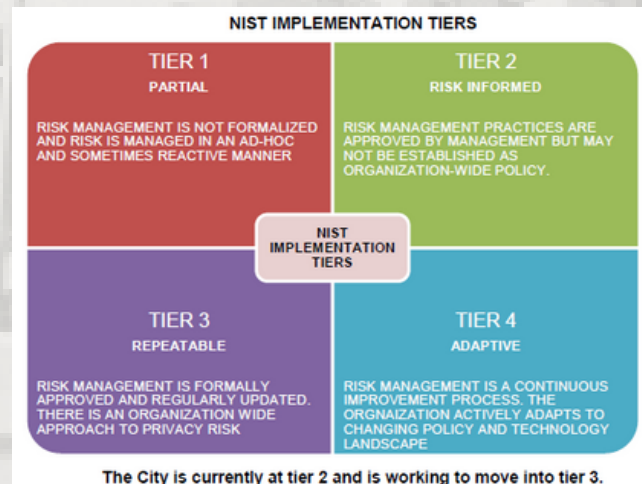 NIST IMPLEMENTATION TIERS
TIER 1
PARTIAL
RISK MANAGEMENT IS NOT FORMALIZED
AND RISK IS MANAGED IN AN AD-HOC
AND SOMETIMES REACTIVE MANNER
TIER 2
RISK INFORMED
RISK MANAGEMENT PRACTICES ARE
APPROVED BY MANAGEMENT BUT MAY
NOT BE ESTABLISHED AS
ORGANIZATION-WIDE POLICY.
NIST
IMPLEMENTATION
TIERS
TIER 3
REPEATABLE
RISK MANAGEMENT IS FORMALLY
APPROVED AND REGULARLY UPDATED.
THERE IS AN ORGANIZATION WIDE
APPROACH TO PRIVACY RISK
TIER 4
ADAPTIVE
RISK MANAGEMENT IS A CONTINUOUS
IMPROVEMENT PROCESS. THE
ORGNAIZATION ACTIVELY ADAPTS TO
CHANGING POLICY AND TECHNOLOGY
LANDSCAPE
The City is currently at tier 2 and is working to move into tier 3.